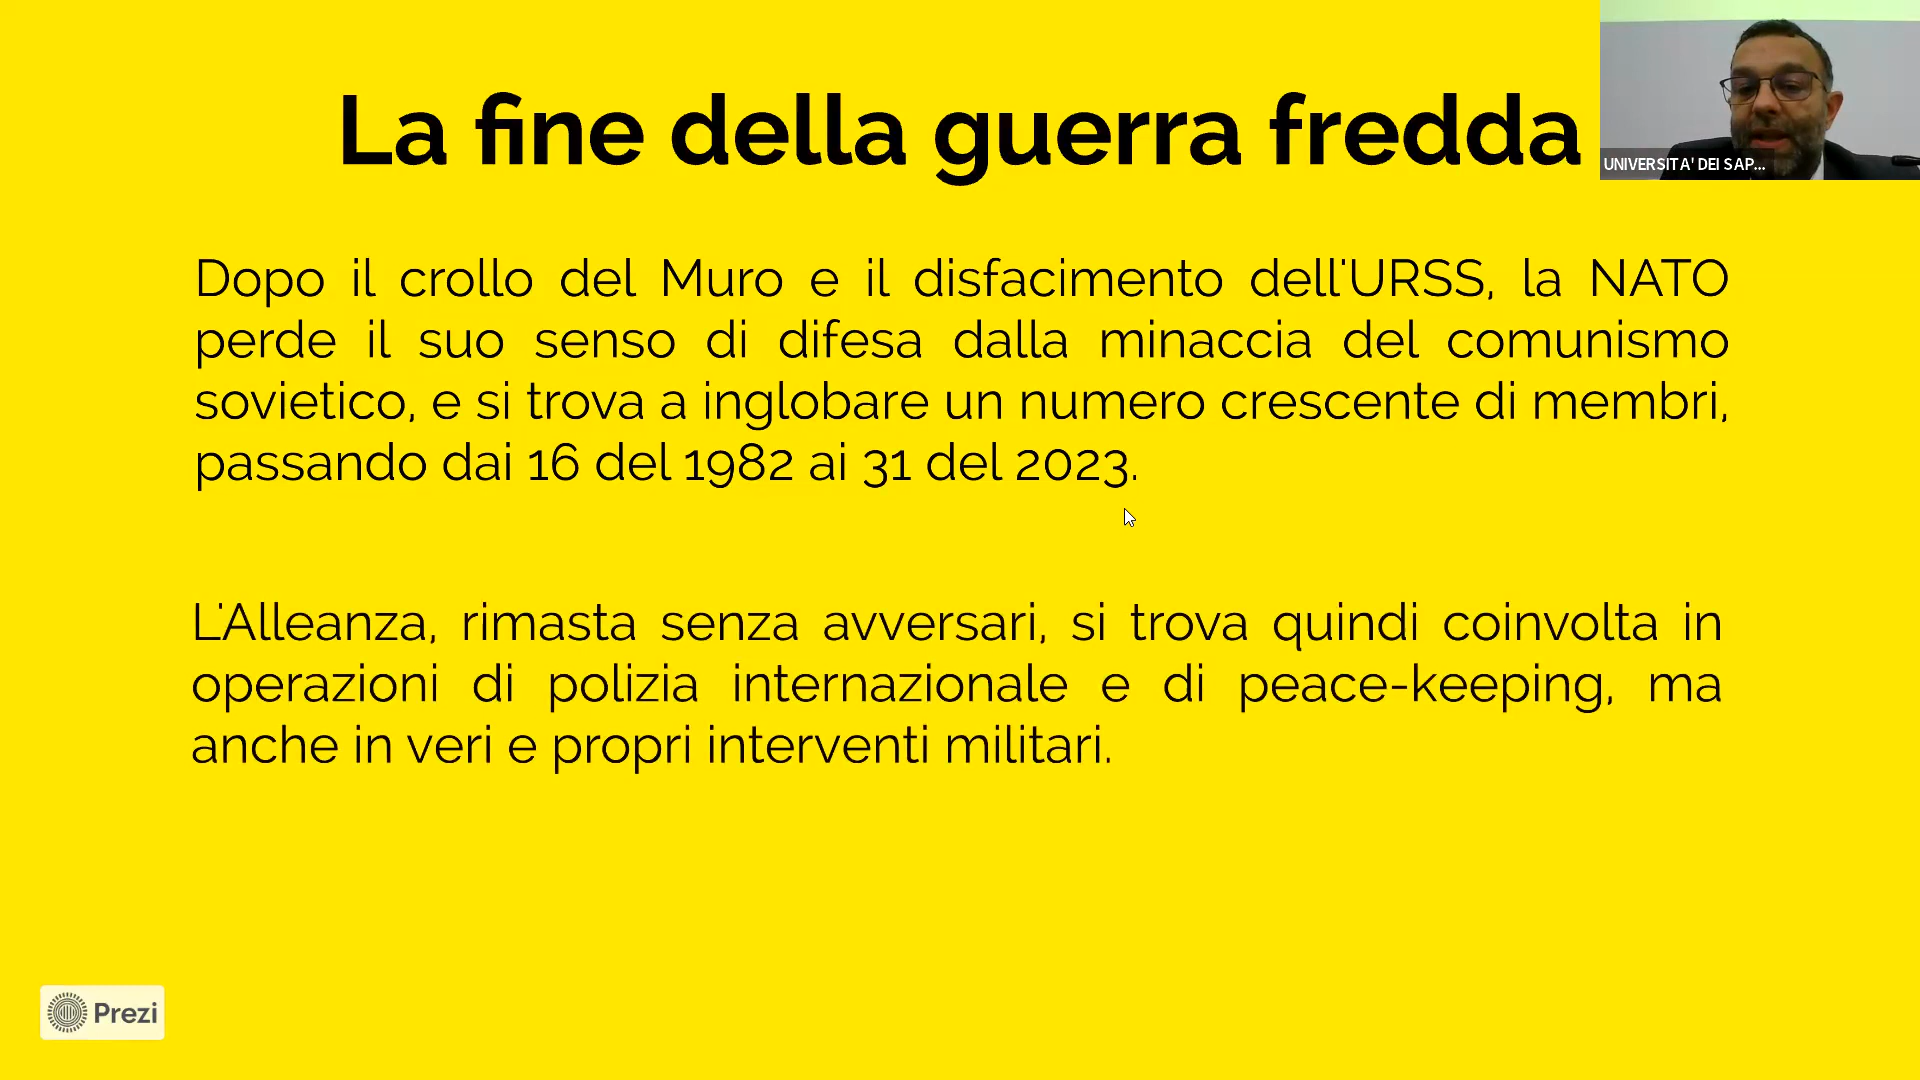 La fine della guerra fredda
UNIVERSITA' DEI SAP...
Dopo il crollo del Muro e il disfacimento dell'URSS, la NATO
perde il suo senso di difesa dalla minaccia del comunismo
sovietico, e si trova a inglobare un numero crescente di membri,
passando dai 16 del 1982 ai 31 del 2023.
L'Alleanza, rimasta senza avversari, si trova quindi coinvolta in
operazioni di polizia internazionale e di peace-keeping, ma
anche in veri e propri interventi militari.
Prezi